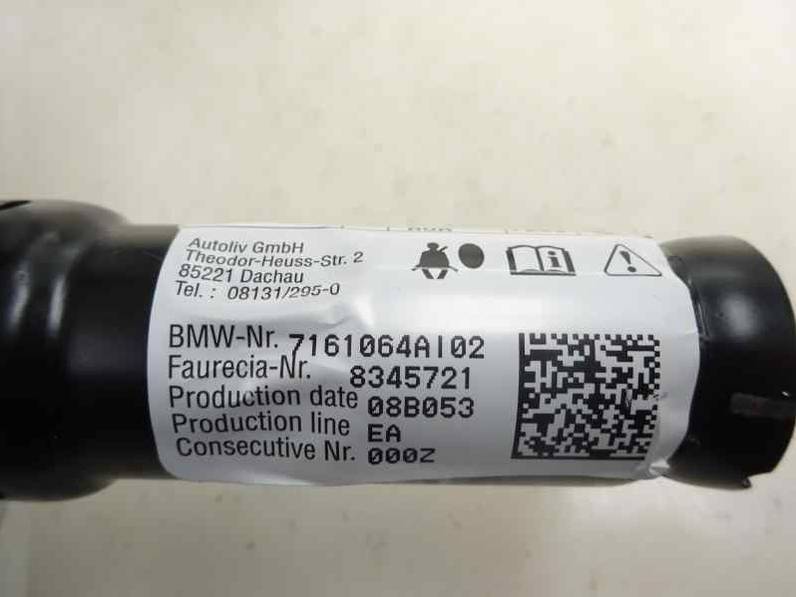 Autoliv GmbH
Theodor-Heuss-Str. 2
85221 Dachau
Tel. : 08131/295-0
BMW-Nr. 7161064AI02
Faurecia-Nr. 8345721
Production date 08B053
Production line EA
Consecutive Nr. 000Z